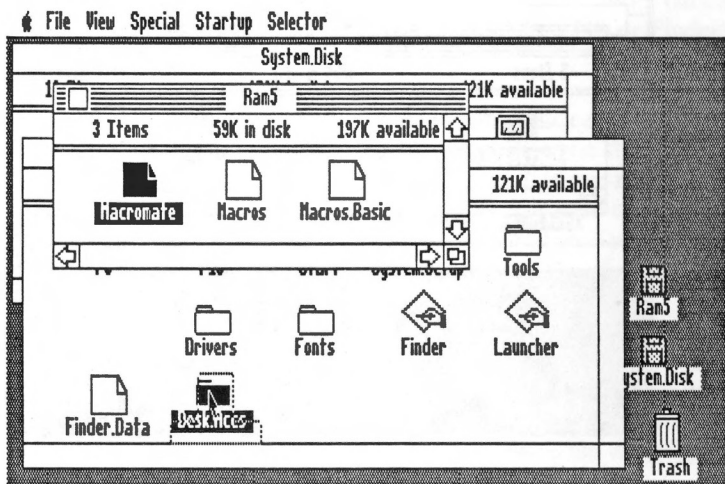 File View Special Startup Selector
System.Disk
121K available
Ram5
3 Items 59K in disk 197K available
121K available
Macromate Macros Macros.Basic
Tools
Ram5
Drivers Fonts Finder Launcher
System.Disk
Finder.Data Desk.Accs
Trash